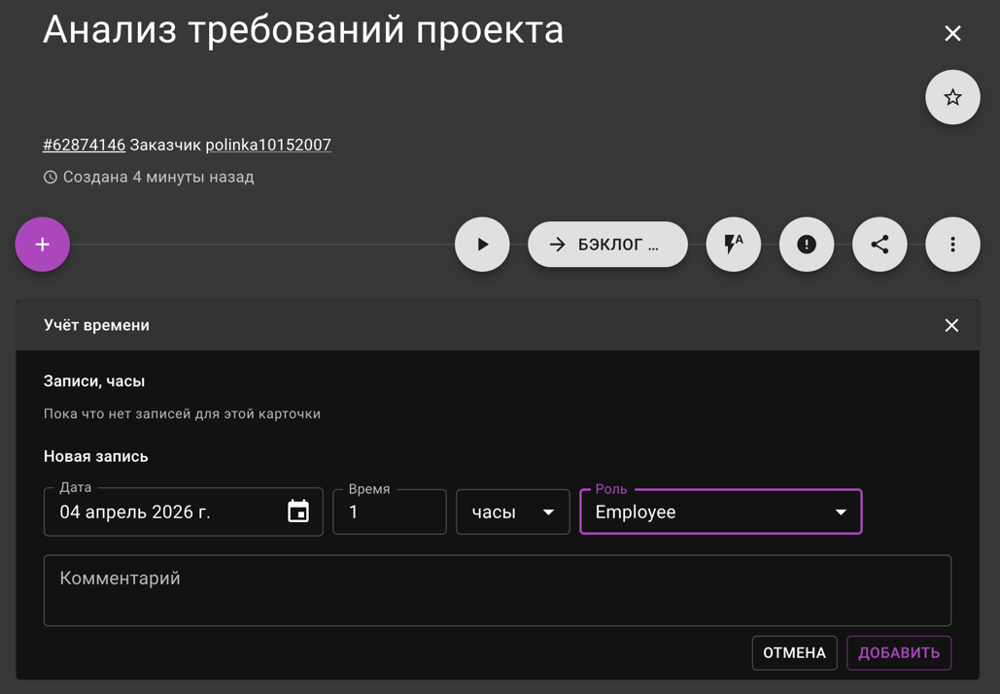 Анализ требований проекта
#62874146 Заказчик polinka10152007
Создана 4 минуты назад
БЭКЛОГ ...
Учёт времени
Записи, часы
Пока что нет записей для этой карточки
Новая запись
Дата
04 апрель 2026 г.
Время
1
часы
Роль
Employee
Комментарий
ОТМЕНА
ДОБАВИТЬ